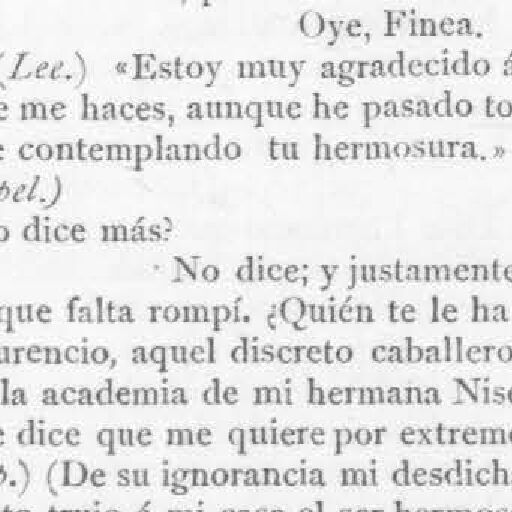 Oye, Finea.
(Lee.) «Estoy muy agradecido á
me haces, aunque he pasado to
contemplando tu hermosura.»
pel.)
o dice más?
No dice; y justamente
que falta rompí. ¿Quién te le ha
urencio, aquel discreto caballero
la academia de mi hermana Nise
dice que me quiere por extremo
.) (De su ignorancia mi desdich